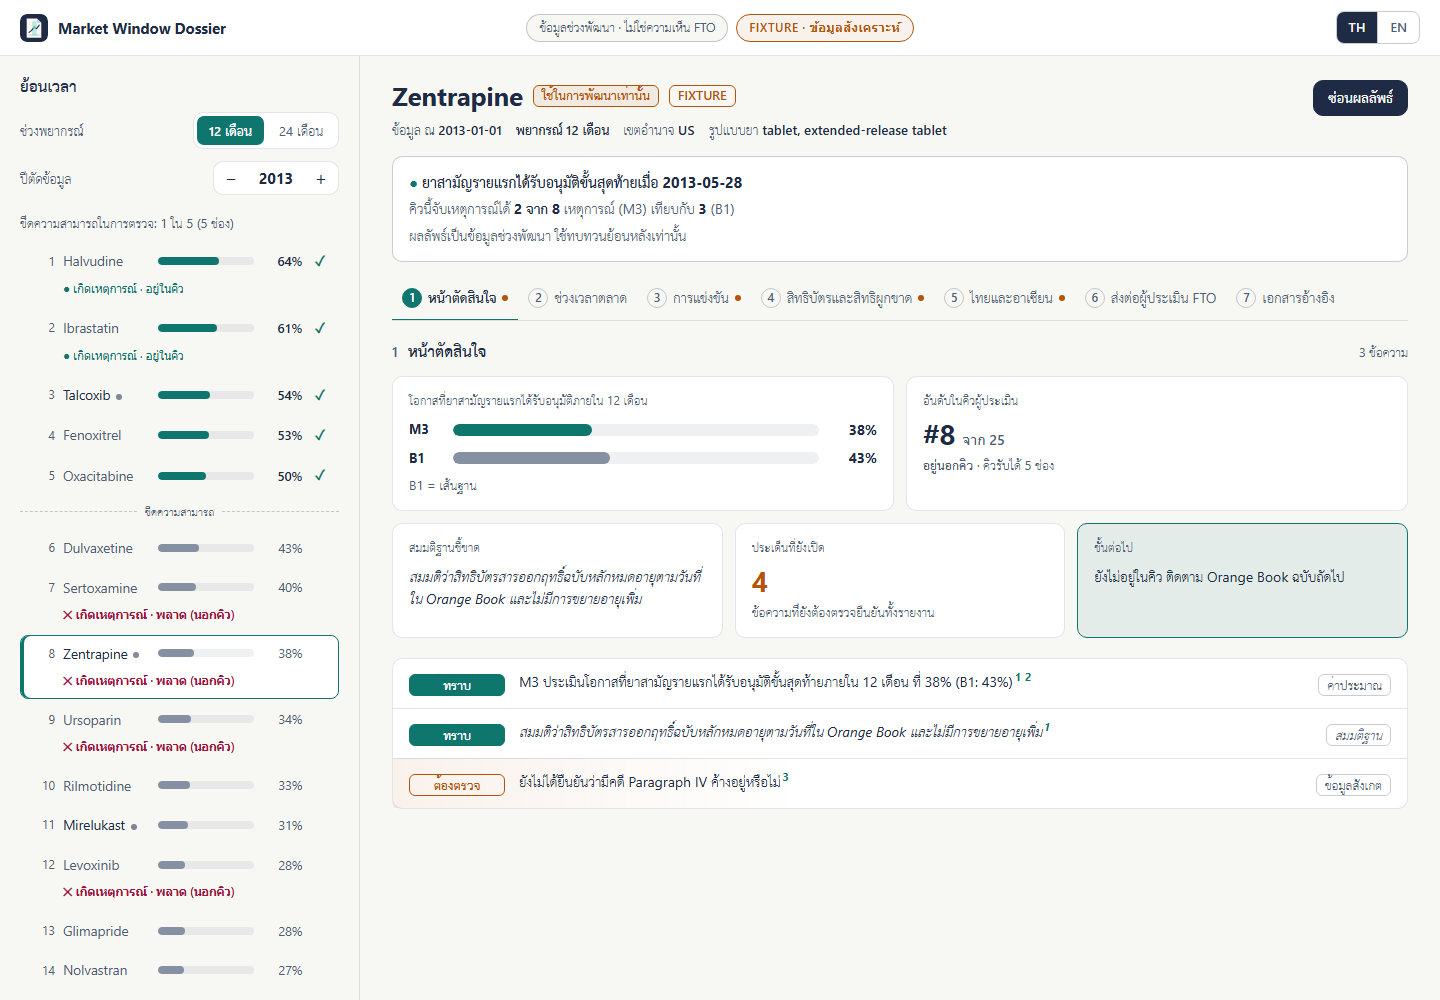 Market Window Dossier
ข้อมูลช่วงพัฒนา · ไม่ใช่ความเห็น FTO
FIXTURE · ข้อมูลสังเคราะห์
TH
EN
ย้อนเวลา
ช่วงพยากรณ์
12 เดือน
24 เดือน
ปีตัดข้อมูล
− 2013 +
ขีดความสามารถในการตรวจ: 1 ใน 5 (5 ช่อง)
1 Halvudine 64% ✓
● เกิดเหตุการณ์ · อยู่ในคิว
2 Ibrastatin 61% ✓
● เกิดเหตุการณ์ · อยู่ในคิว
3 Talcoxib ● 54% ✓
4 Fenoxitrel 53% ✓
5 Oxacitabine 50% ✓
ขีดความสามารถ
6 Dulvaxetine 43%
7 Sertoxamine 40%
✕ เกิดเหตุการณ์ · พลาด (นอกคิว)
8 Zentrapine ● 38%
✕ เกิดเหตุการณ์ · พลาด (นอกคิว)
9 Ursoparin 34%
✕ เกิดเหตุการณ์ · พลาด (นอกคิว)
10 Rilmotidine 33%
11 Mirelukast ● 31%
12 Levoxinib 28%
✕ เกิดเหตุการณ์ · พลาด (นอกคิว)
13 Glimapride 28%
14 Nolvastran 27%
Zentrapine
ใช้ในการพัฒนาเท่านั้น
FIXTURE
ซ่อนผลลัพธ์
ข้อมูล ณ 2013-01-01 พยากรณ์ 12 เดือน เขตอำนาจ US รูปแบบยา tablet, extended-release tablet
● ยาสามัญรายแรกได้รับอนุมัติขั้นสุดท้ายเมื่อ 2013-05-28
คิวนี้จับเหตุการณ์ได้ 2 จาก 8 เหตุการณ์ (M3) เทียบกับ 3 (B1)
ผลลัพธ์เป็นข้อมูลช่วงพัฒนา ใช้ทบทวนย้อนหลังเท่านั้น
1 หน้าตัดสินใจ ●
2 ช่วงเวลาตลาด
3 การแข่งขัน ●
4 สิทธิบัตรและสิทธิผูกขาด ●
5 ไทยและอาเซียน ●
6 ส่งต่อผู้ประเมิน FTO
7 เอกสารอ้างอิง
1 หน้าตัดสินใจ
3 ข้อความ
โอกาสที่ยาสามัญรายแรกได้รับอนุมัติภายใน 12 เดือน
M3 38%
B1 43%
B1 = เส้นฐาน
อันดับในคิวผู้ประเมิน
#8 จาก 25
อยู่นอกคิว · คิวรับได้ 5 ช่อง
สมมติฐานชี้ขาด
สมมติว่าสิทธิบัตรสารออกฤทธิ์ฉบับหลักหมดอายุตามวันที่
ใน Orange Book และไม่มีการขยายอายุเพิ่ม
ประเด็นที่ยังเปิด
4
ข้อความที่ยังต้องตรวจยืนยันทั้งรายงาน
ขั้นต่อไป
ยังไม่อยู่ในคิว ติดตาม Orange Book ฉบับถัดไป
ทราบ M3 ประเมินโอกาสที่ยาสามัญรายแรกได้รับอนุมัติขั้นสุดท้ายภายใน 12 เดือน ที่ 38% (B1: 43%) 1 2 ค่าประมาณ
ทราบ สมมติว่าสิทธิบัตรสารออกฤทธิ์ฉบับหลักหมดอายุตามวันที่ใน Orange Book และไม่มีการขยายอายุเพิ่ม 1 สมมติฐาน
ต้องตรวจ ยังไม่ได้ยืนยันว่ามีคดี Paragraph IV ค้างอยู่หรือไม่ 3 ข้อมูลสังเกต